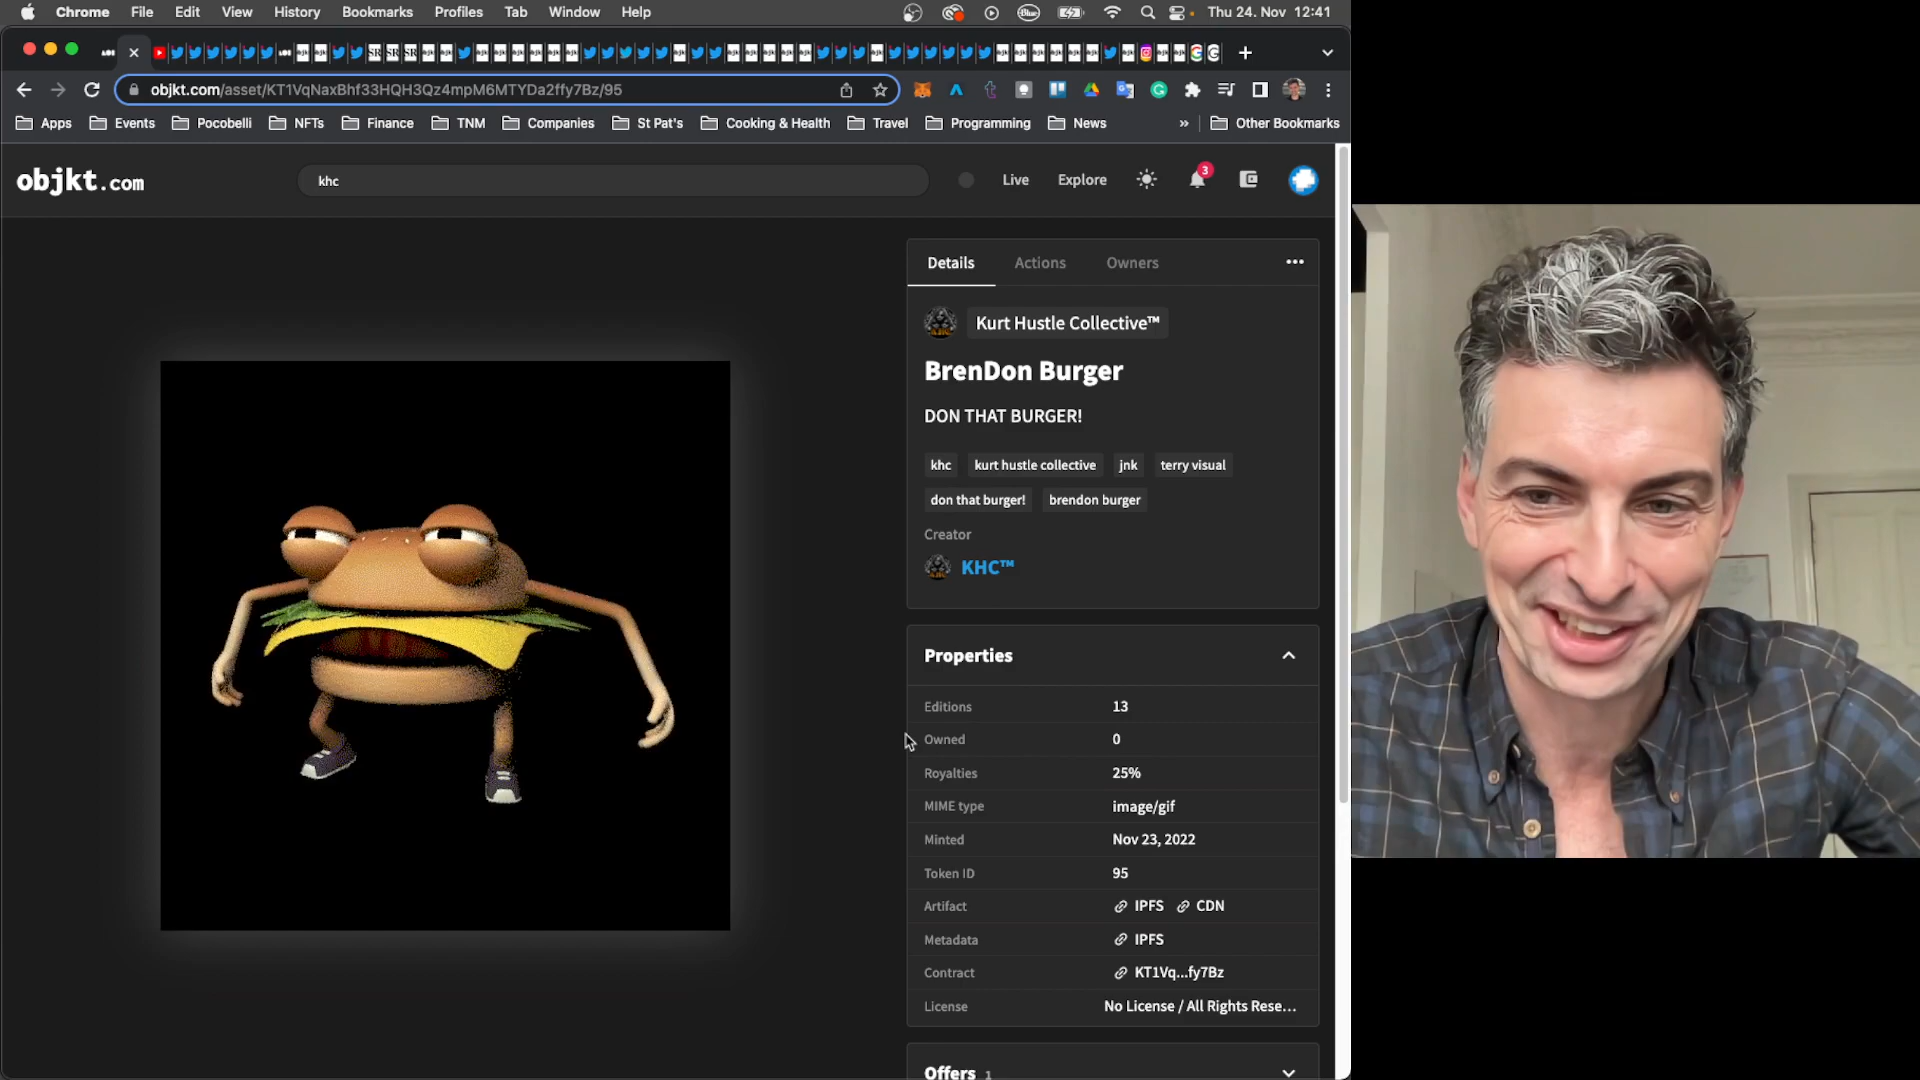 Chrome File Edit View History Bookmarks Profiles Tab Window Help Thu 24. Nov 12:41
objkt.com/asset/KT1VqNaxBhf33HQH3Qz4mpM6MTYDa2ffy7Bz/95
Apps Events Pocobelli NFTs Finance TNM Companies St Pat's Cooking & Health Travel Programming News » Other Bookmarks
objkt.com khc Live Explore 3
Details Actions Owners
Kurt Hustle Collective™
BrenDon Burger
DON THAT BURGER!
khc kurt hustle collective jnk terry visual
don that burger! brendon burger
Creator
KHC™
Properties
Editions 13
Owned 0
Royalties 25%
MIME type image/gif
Minted Nov 23, 2022
Token ID 95
Artifact IPFS CDN
Metadata IPFS
Contract KT1Vq...fy7Bz
License No License / All Rights Rese...
Offers 1